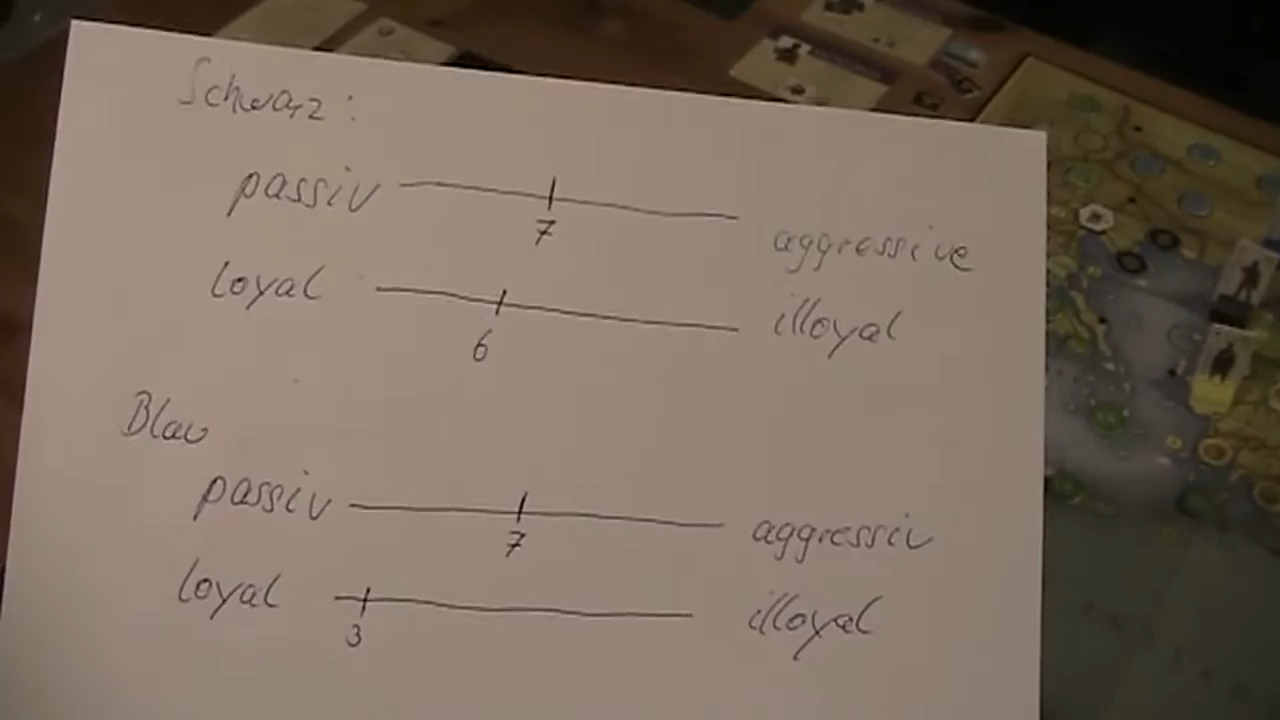 Schwarz:
passiv 7 aggressive
loyal 6 illoyal
Blau
passiv 7 aggressiv
loyal 3 illoyal